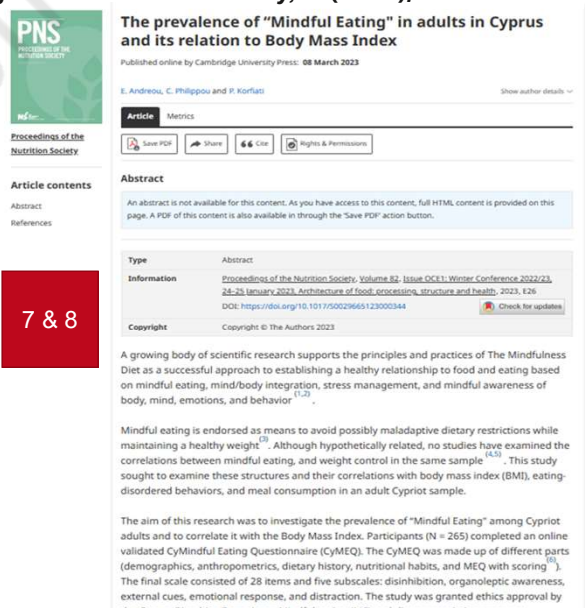 The prevalence of "Mindful Eating" in adults in Cyprus
and its relation to Body Mass Index
Published online by Cambridge University Press: 08 March 2023
E. Andreou, C. Philippou and P. Korfiati
Show author details
PNS
PROCEEDINGS OF THE
NUTRITION SOCIETY
Article Metrics
Save PDF
Share
Cite
Rights & Permissions
Proceedings of the
Nutrition Society
Article contents
Abstract
References
Abstract
An abstract is not available for this content. As you have access to this content, full HTML content is provided on this
page. A PDF of this content is also available in through the 'Save PDF' action button.
Type Abstract
Information Proceedings of the Nutrition Society, Volume 82, Issue OCE1: Winter Conference 2022/23,
24–25 January 2023, Architecture of food: processing, structure and health, 2023, E26
DOI: https://doi.org/10.1017/S0029665123000344
Check for updates
Copyright Copyright © The Authors 2023
7 & 8
A growing body of scientific research supports the principles and practices of The Mindfulness
Diet as a successful approach to establishing a healthy relationship to food and eating based
on mindful eating, mind/body integration, stress management, and mindful awareness of
body, mind, emotions, and behavior (1,2) .
Mindful eating is endorsed as means to avoid possibly maladaptive dietary restrictions while
maintaining a healthy weight(3). Although hypothetically related, no studies have examined the
correlations between mindful eating, and weight control in the same sample (4,5) . This study
sought to examine these structures and their correlations with body mass index (BMI), eating-
disordered behaviors, and meal consumption in an adult Cypriot sample.
The aim of this research was to investigate the prevalence of "Mindful Eating" among Cypriot
adults and to correlate it with the Body Mass Index. Participants (N = 265) completed an online
validated CyMindful Eating Questionnaire (CyMEQ). The CyMEQ was made up of different parts
(demographics, anthropometrics, dietary history, nutritional habits, and MEQ with scoring (6)).
The final scale consisted of 28 items and five subscales: disinhibition, organoleptic awareness,
external cues, emotional response, and distraction. The study was granted ethics approval by